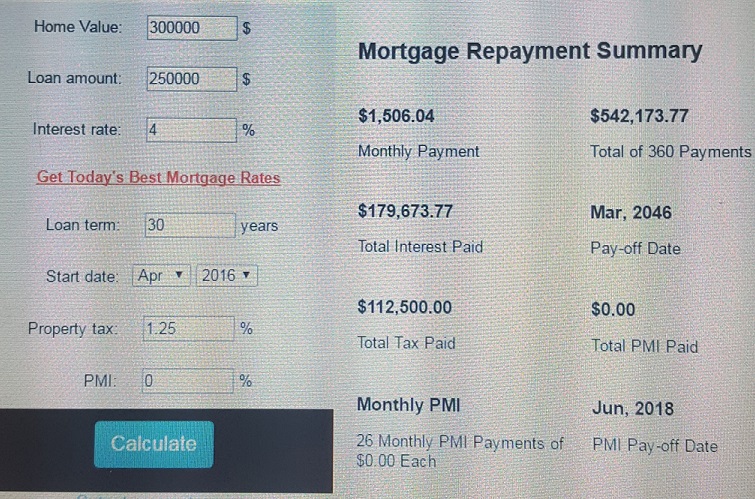 Home Value: 300000 $
Loan amount: 250000 $
Interest rate: 4 %
Get Today's Best Mortgage Rates
Loan term: 30 years
Start date: Apr 2016
Property tax: 1.25 %
PMI: 0 %
Calculate
Mortgage Repayment Summary
$1,506.04 $542,173.77
Monthly Payment Total of 360 Payments
$179,673.77 Mar, 2046
Total Interest Paid Pay-off Date
$112,500.00 $0.00
Total Tax Paid Total PMI Paid
Monthly PMI Jun, 2018
26 Monthly PMI Payments of PMI Pay-off Date
$0.00 Each